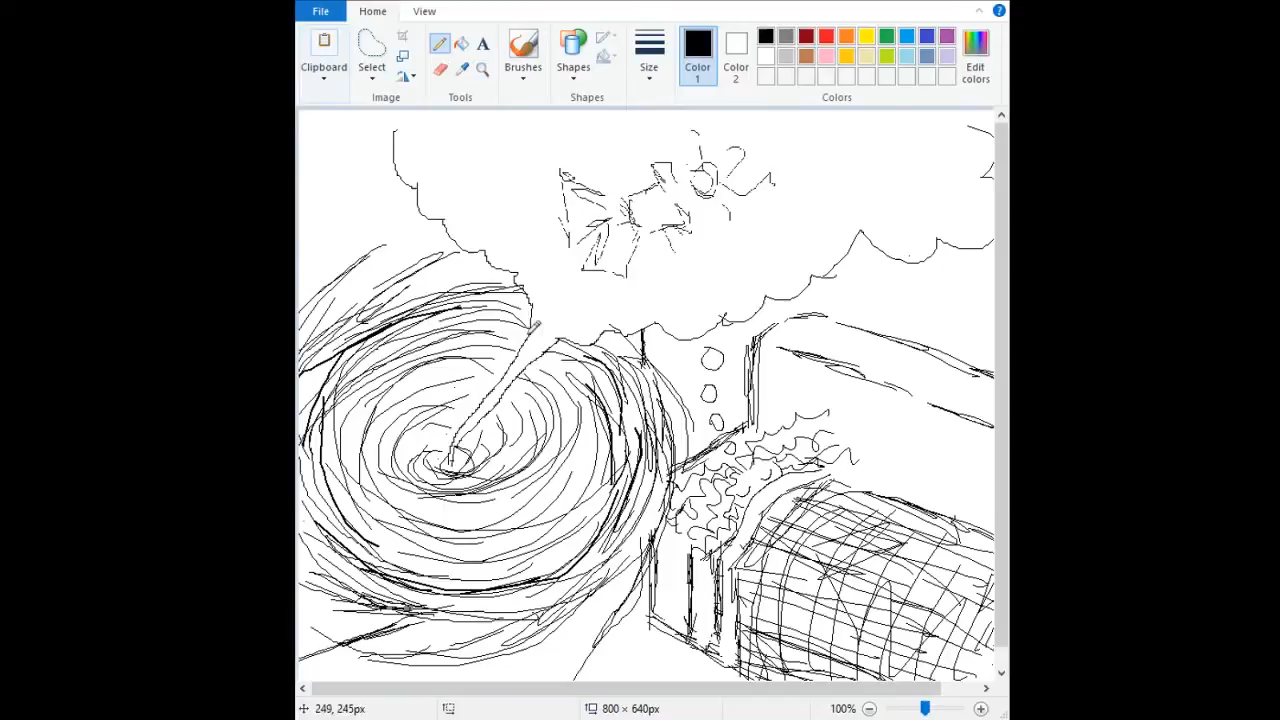 File Home View
Clipboard Select Brushes Shapes Size Color 1 Color 2 Edit colors
Image Tools Shapes Colors
249, 245px 800 × 640px 100%